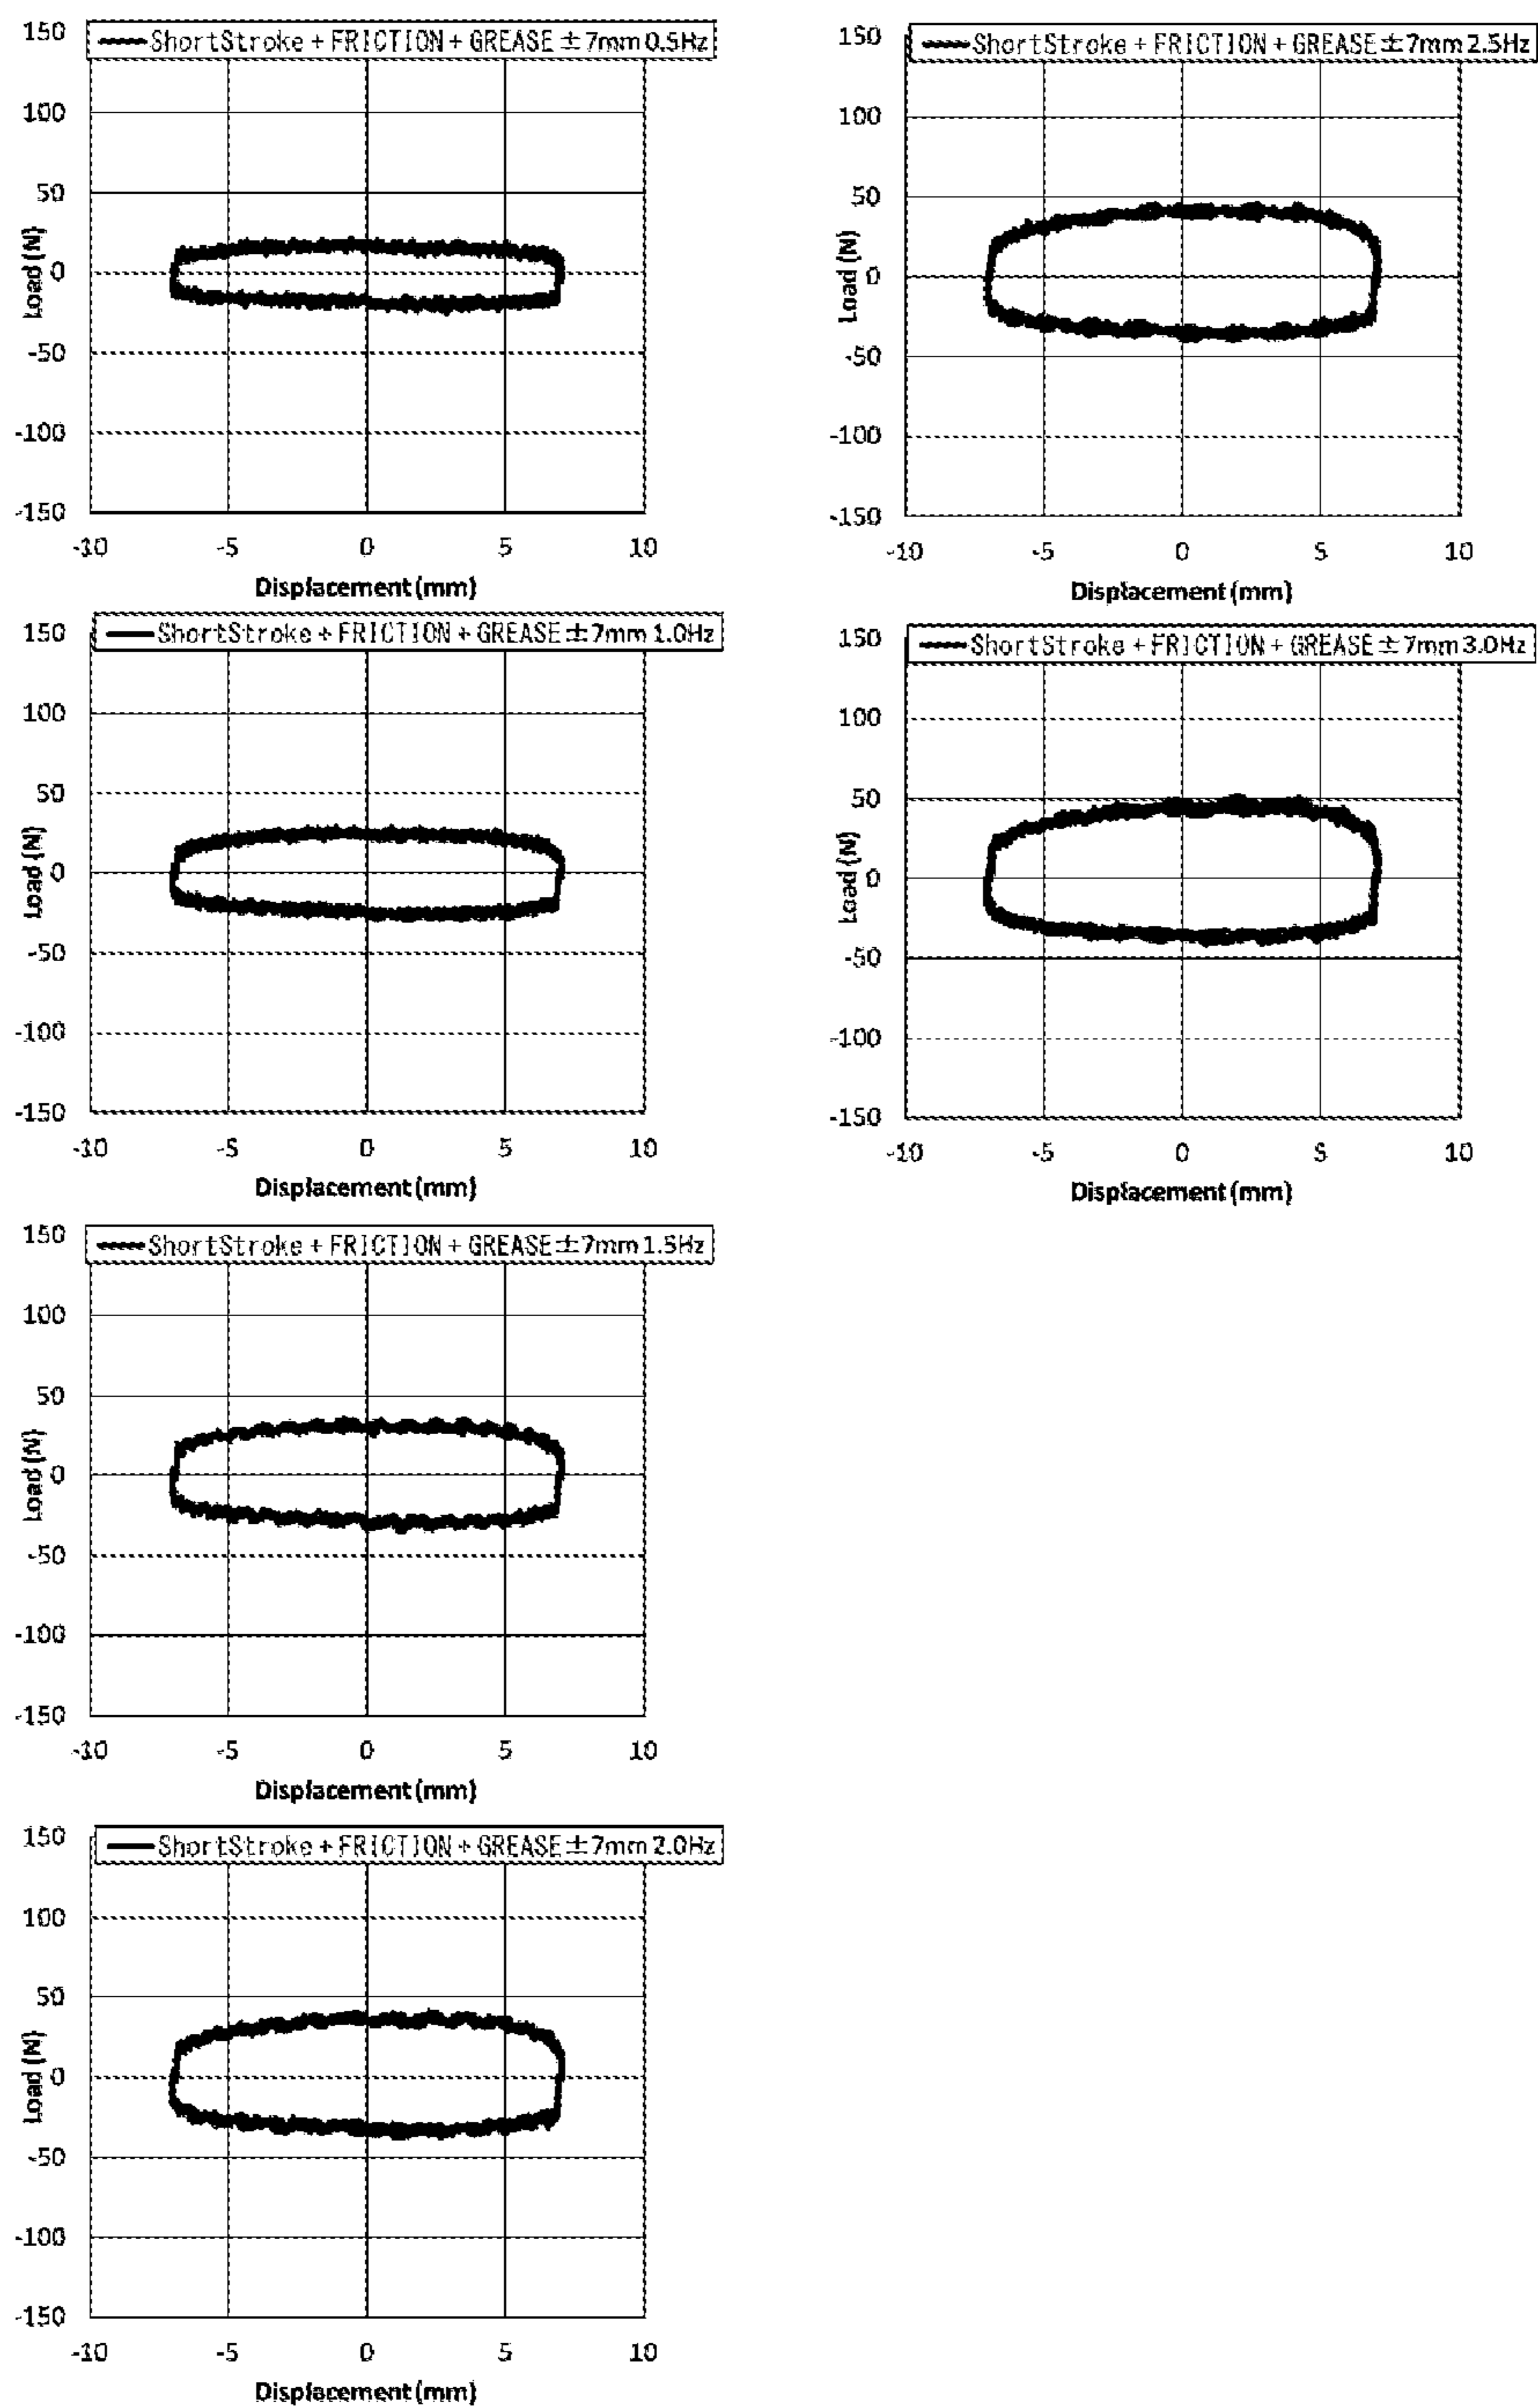 ShortStroke + FRICTION + GREASE ±7mm 0.5Hz
150
100
50
0
-50
-100
-150
Load (N)
-10 -5 0 5 10
Displacement (mm)
ShortStroke + FRICTION + GREASE ±7mm 1.0Hz
150
100
50
0
-50
-100
-150
Load (N)
-10 -5 0 5 10
Displacement (mm)
ShortStroke + FRICTION + GREASE ±7mm 1.5Hz
150
100
50
0
-50
-100
-150
Load (N)
-10 -5 0 5 10
Displacement (mm)
ShortStroke + FRICTION + GREASE ±7mm 2.0Hz
150
100
50
0
-50
-100
-150
Load (N)
-10 -5 0 5 10
Displacement (mm)
ShortStroke + FRICTION + GREASE ±7mm 2.5Hz
150
100
50
0
-50
-100
-150
Load (N)
-10 -5 0 5 10
Displacement (mm)
ShortStroke + FRICTION + GREASE ±7mm 3.0Hz
150
100
50
0
-50
-100
-150
Load (N)
-10 -5 0 5 10
Displacement (mm)